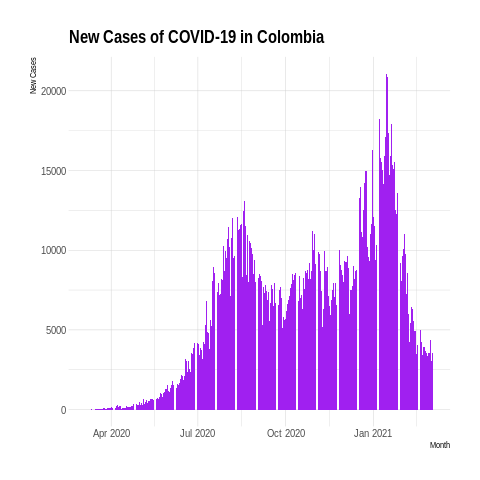 New Cases of COVID-19 in Colombia
New Cases
20000
15000
10000
5000
0
Apr 2020 Jul 2020 Oct 2020 Jan 2021
Month